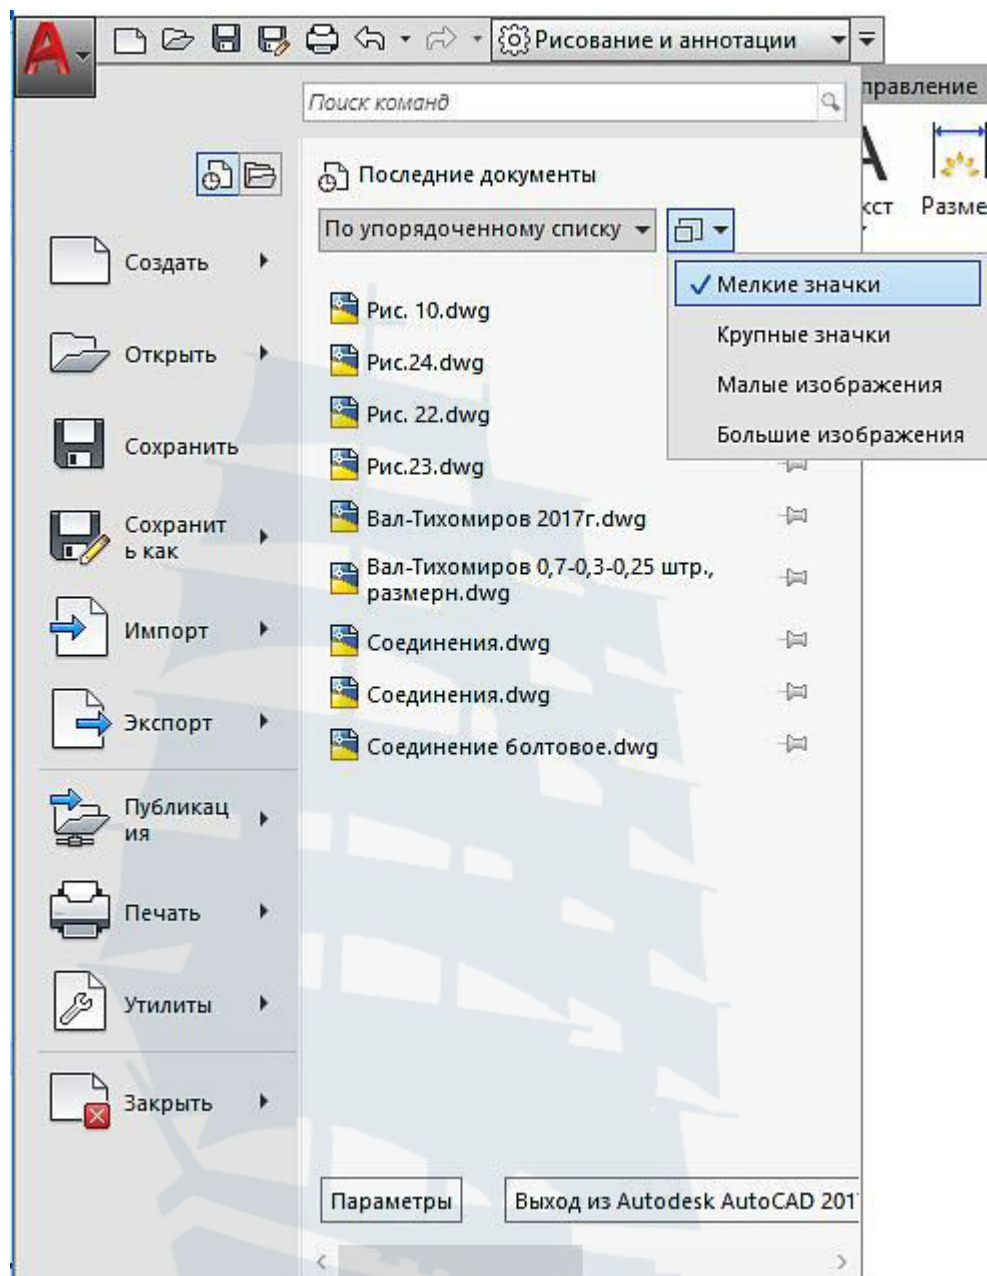 Рисование и аннотации
Поиск команд
правление
Последние документы
кст Разме
По упорядоченному списку
Мелкие значки
Крупные значки
Малые изображения
Большие изображения
Создать
Открыть
Сохранить
Сохранит
ь как
Импорт
Экспорт
Публикац
ия
Печать
Утилиты
Закрыть
Рис. 10.dwg
Рис.24.dwg
Рис. 22.dwg
Рис.23.dwg
Вал-Тихомиров 2017г.dwg
Вал-Тихомиров 0,7-0,3-0,25 штр.,
размерн.dwg
Соединения.dwg
Соединения.dwg
Соединение болтовое.dwg
Параметры
Выход из Autodesk AutoCAD 201